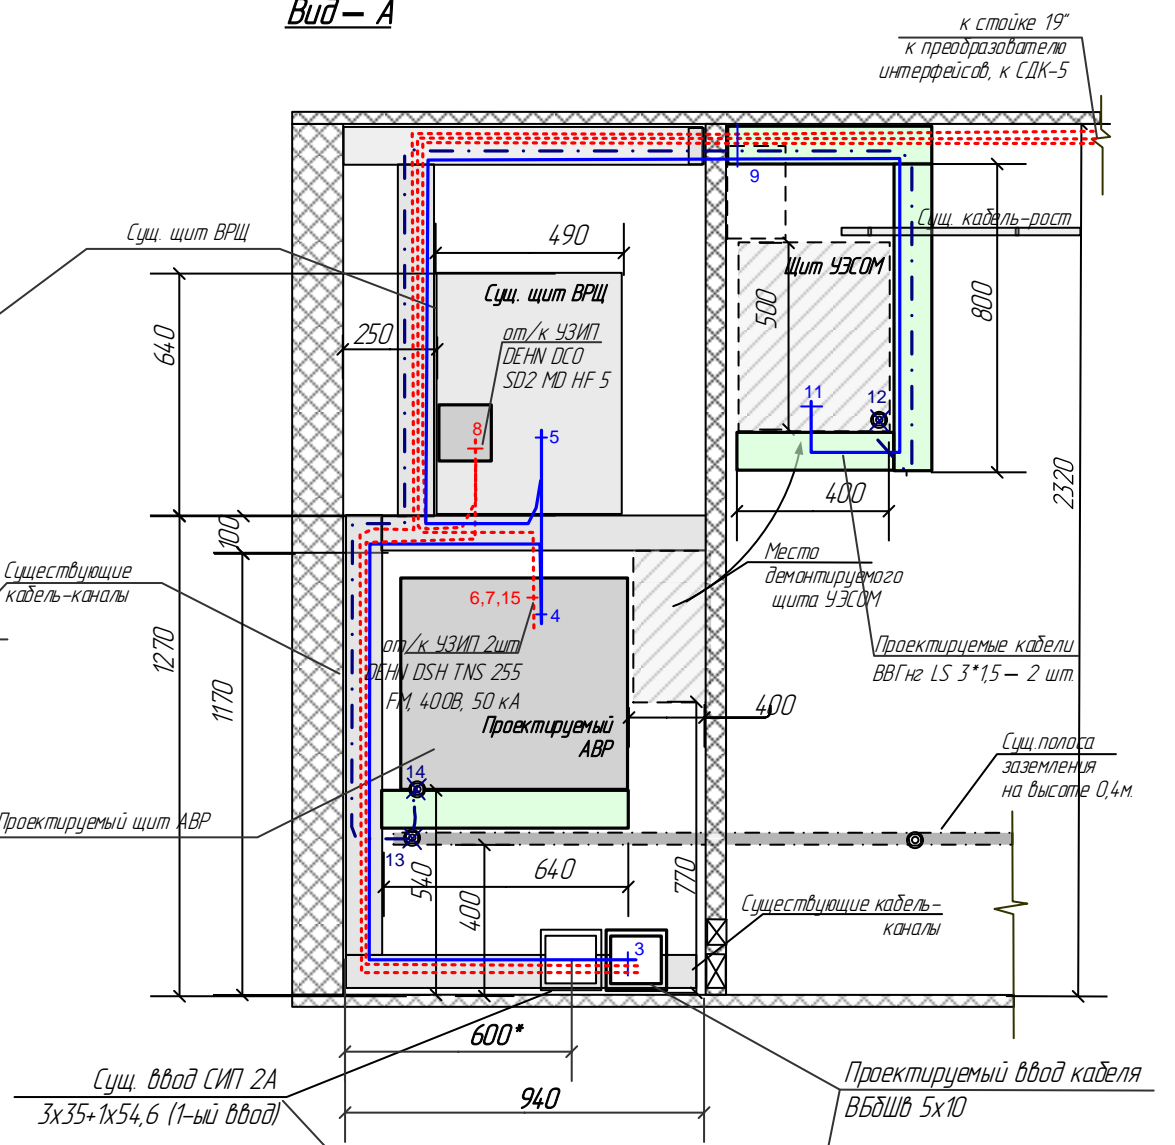 Вид – А
к стойке 19"
к преобразователю
интерфейсов, к СДК-5
9
Сущ. кабель-рост
Сущ. щит ВРЩ
490
Щит УЭСОМ
Сущ. щит ВРЩ
500
800
640
250
от/к УЗИП
DEHN DCO
SD2 MD HF 5
11
12
8
5
2320
400
100
Место
демонтируемого
щита УЭСОМ
Существующие
кабель-каналы
6,7,15
4
1270
1170
от/к УЗИП 2шт
DEHN DSH TNS 255
FM, 400В, 50 кА
Проектируемые кабели
ВВГнг LS 3*1,5 – 2 шт.
400
Проектируемый
АВР
Сущ.полоса
заземления
на высоте 0,4м.
14
Проектируемый щит АВР
13
540
640
770
400
Существующие кабель-
каналы
3
600*
Сущ. ввод СИП 2А
3х35+1х54,6 (1-ый ввод)
940
Проектируемый ввод кабеля
ВБбШв 5х10